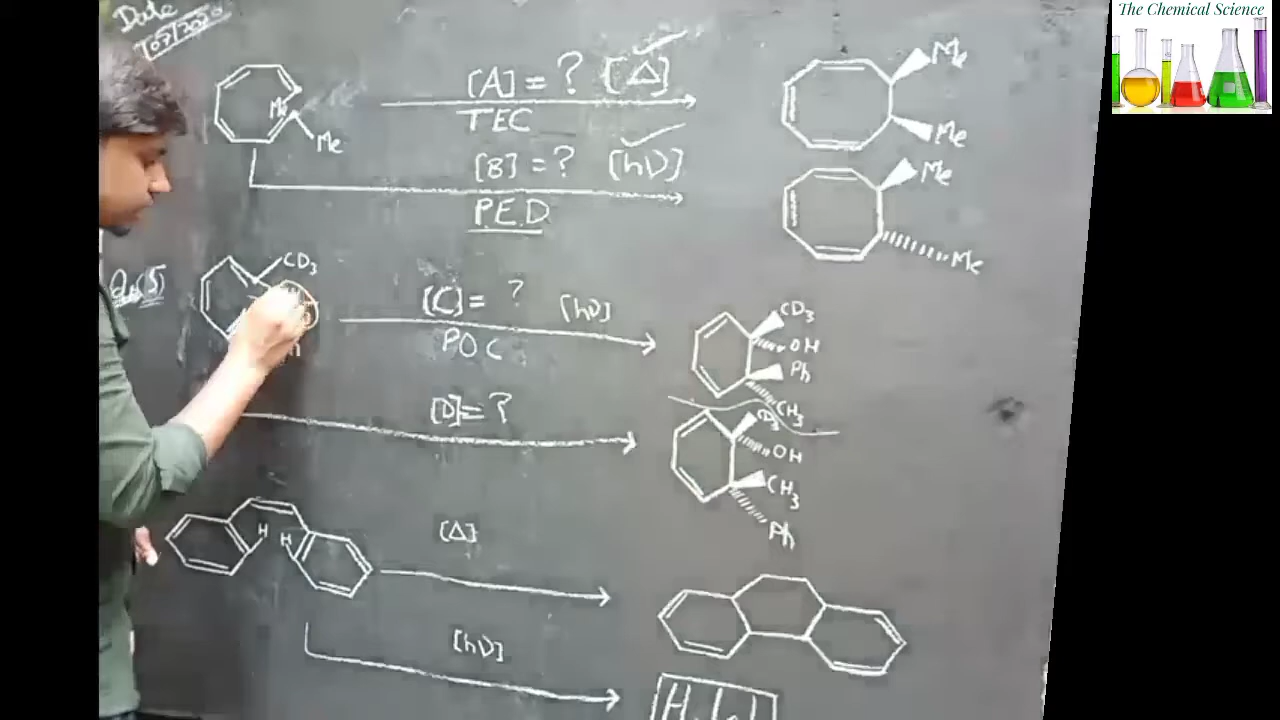 The Chemical Science
Date
[A] = ? [Δ]
TEC
Me
Me
[B] = ? [hν]
P.E.D.
Me
Me
Me
Me
CD3
[C] = ? [hν]
POC
CD3
OH
Ph
CH3
[D] = ?
CD3
OH
CH3
Ph
H
H
[Δ]
[hν]